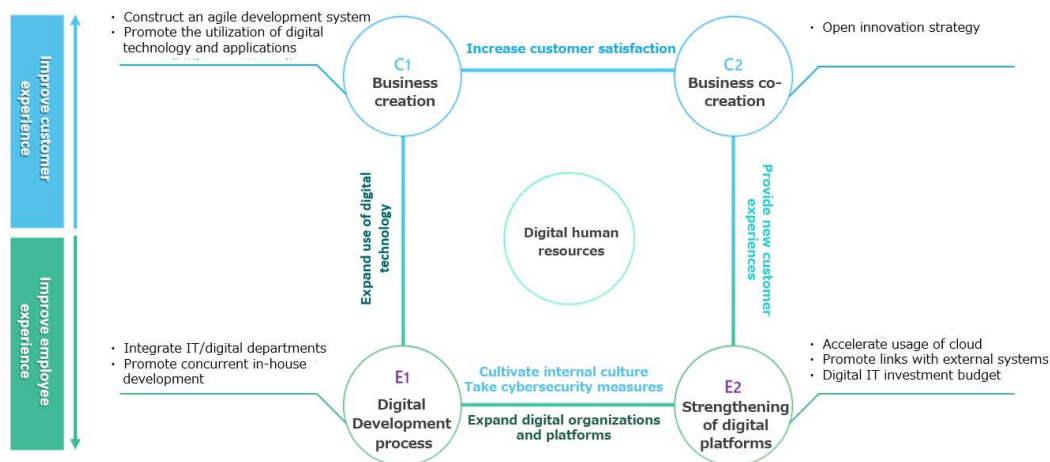 Improve customer
experience
Improve employee
experience
・ Construct an agile development system
・ Promote the utilization of digital
technology and applications
C1
Business
creation
Increase customer satisfaction
C2
Business co-
creation
・ Open innovation strategy
Expand use of digital
technology
Digital human
resources
Provide new customer
experiences
・ Integrate IT/digital departments
・ Promote concurrent in-house
development
E1
Digital
Development
process
Cultivate internal culture
Take cybersecurity measures
Expand digital organizations
and platforms
E2
Strengthening
of digital
platforms
・ Accelerate usage of cloud
・ Promote links with external systems
・ Digital IT investment budget